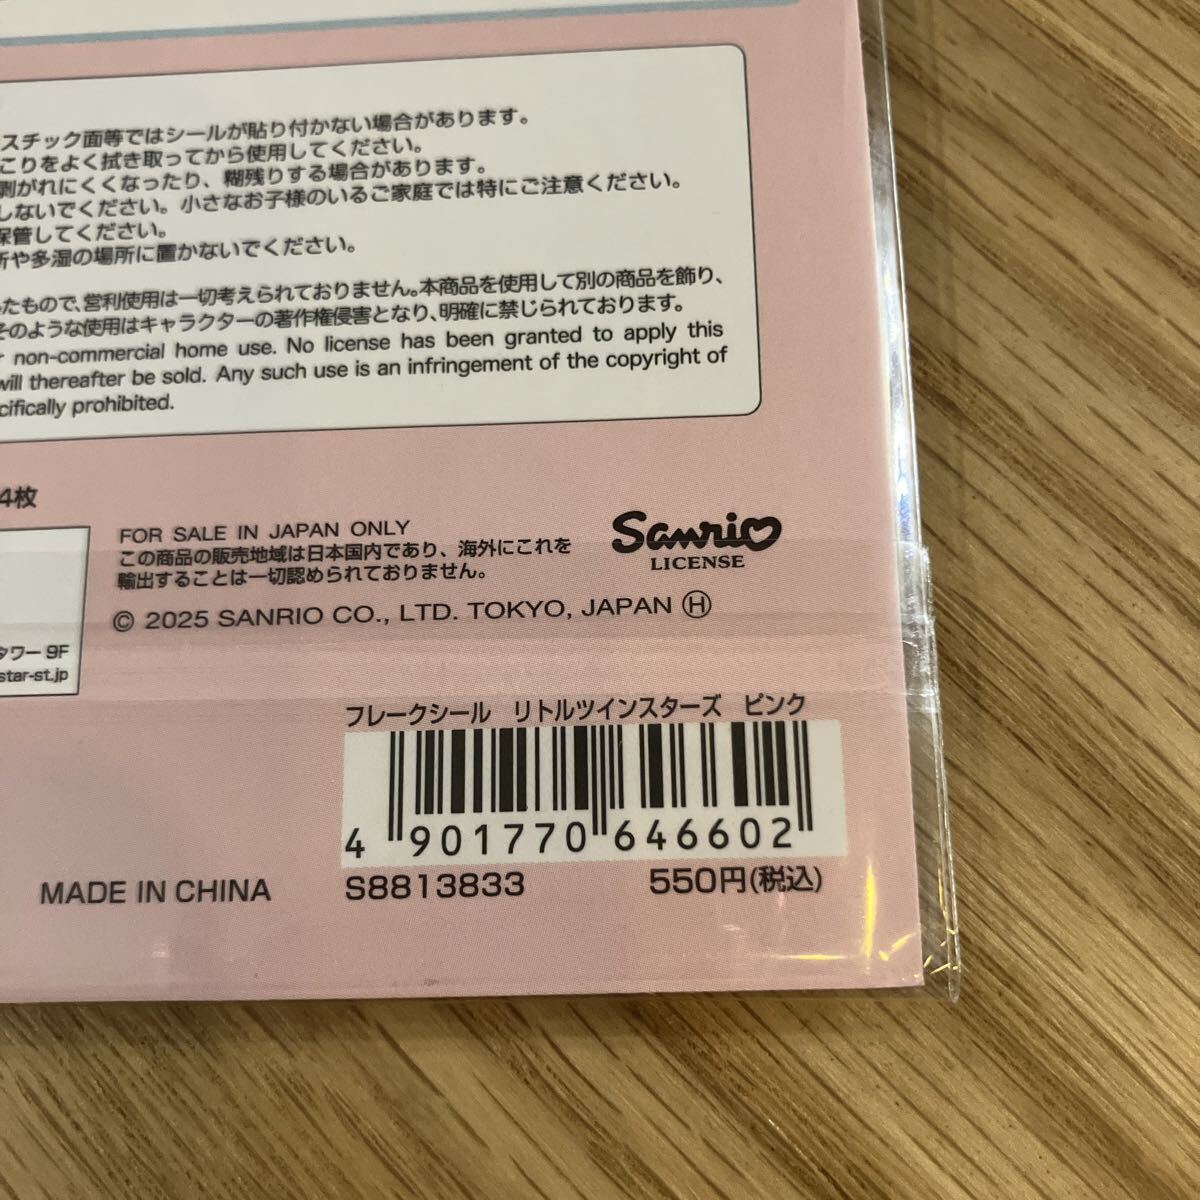 スチック面等ではシールが貼り付かない場合があります。
こりをよく拭き取ってから使用してください。
剥がれにくくなったり、糊残りする場合があります。
しないでください。小さなお子様のいるご家庭では特にご注意ください。
保管してください。
所や多湿の場所に置かないでください。
たもので、営利使用は一切考えられておりません。本商品を使用して別の商品を飾り、
そのような使用はキャラクターの著作権侵害となり、明確に禁じられております。
r non-commercial home use. No license has been granted to apply this
will thereafter be sold. Any such use is an infringement of the copyright of
cifically prohibited.
4枚
FOR SALE IN JAPAN ONLY
この商品の販売地域は日本国内であり、海外にこれを
輸出することは一切認められておりません。
Sanrio
LICENSE
© 2025 SANRIO CO., LTD. TOKYO, JAPAN Ⓗ
タワー 9F
star-st.jp
フレークシール リトルツインスターズ ピンク
4 901770 646602
MADE IN CHINA
S8813833 550円(税込)